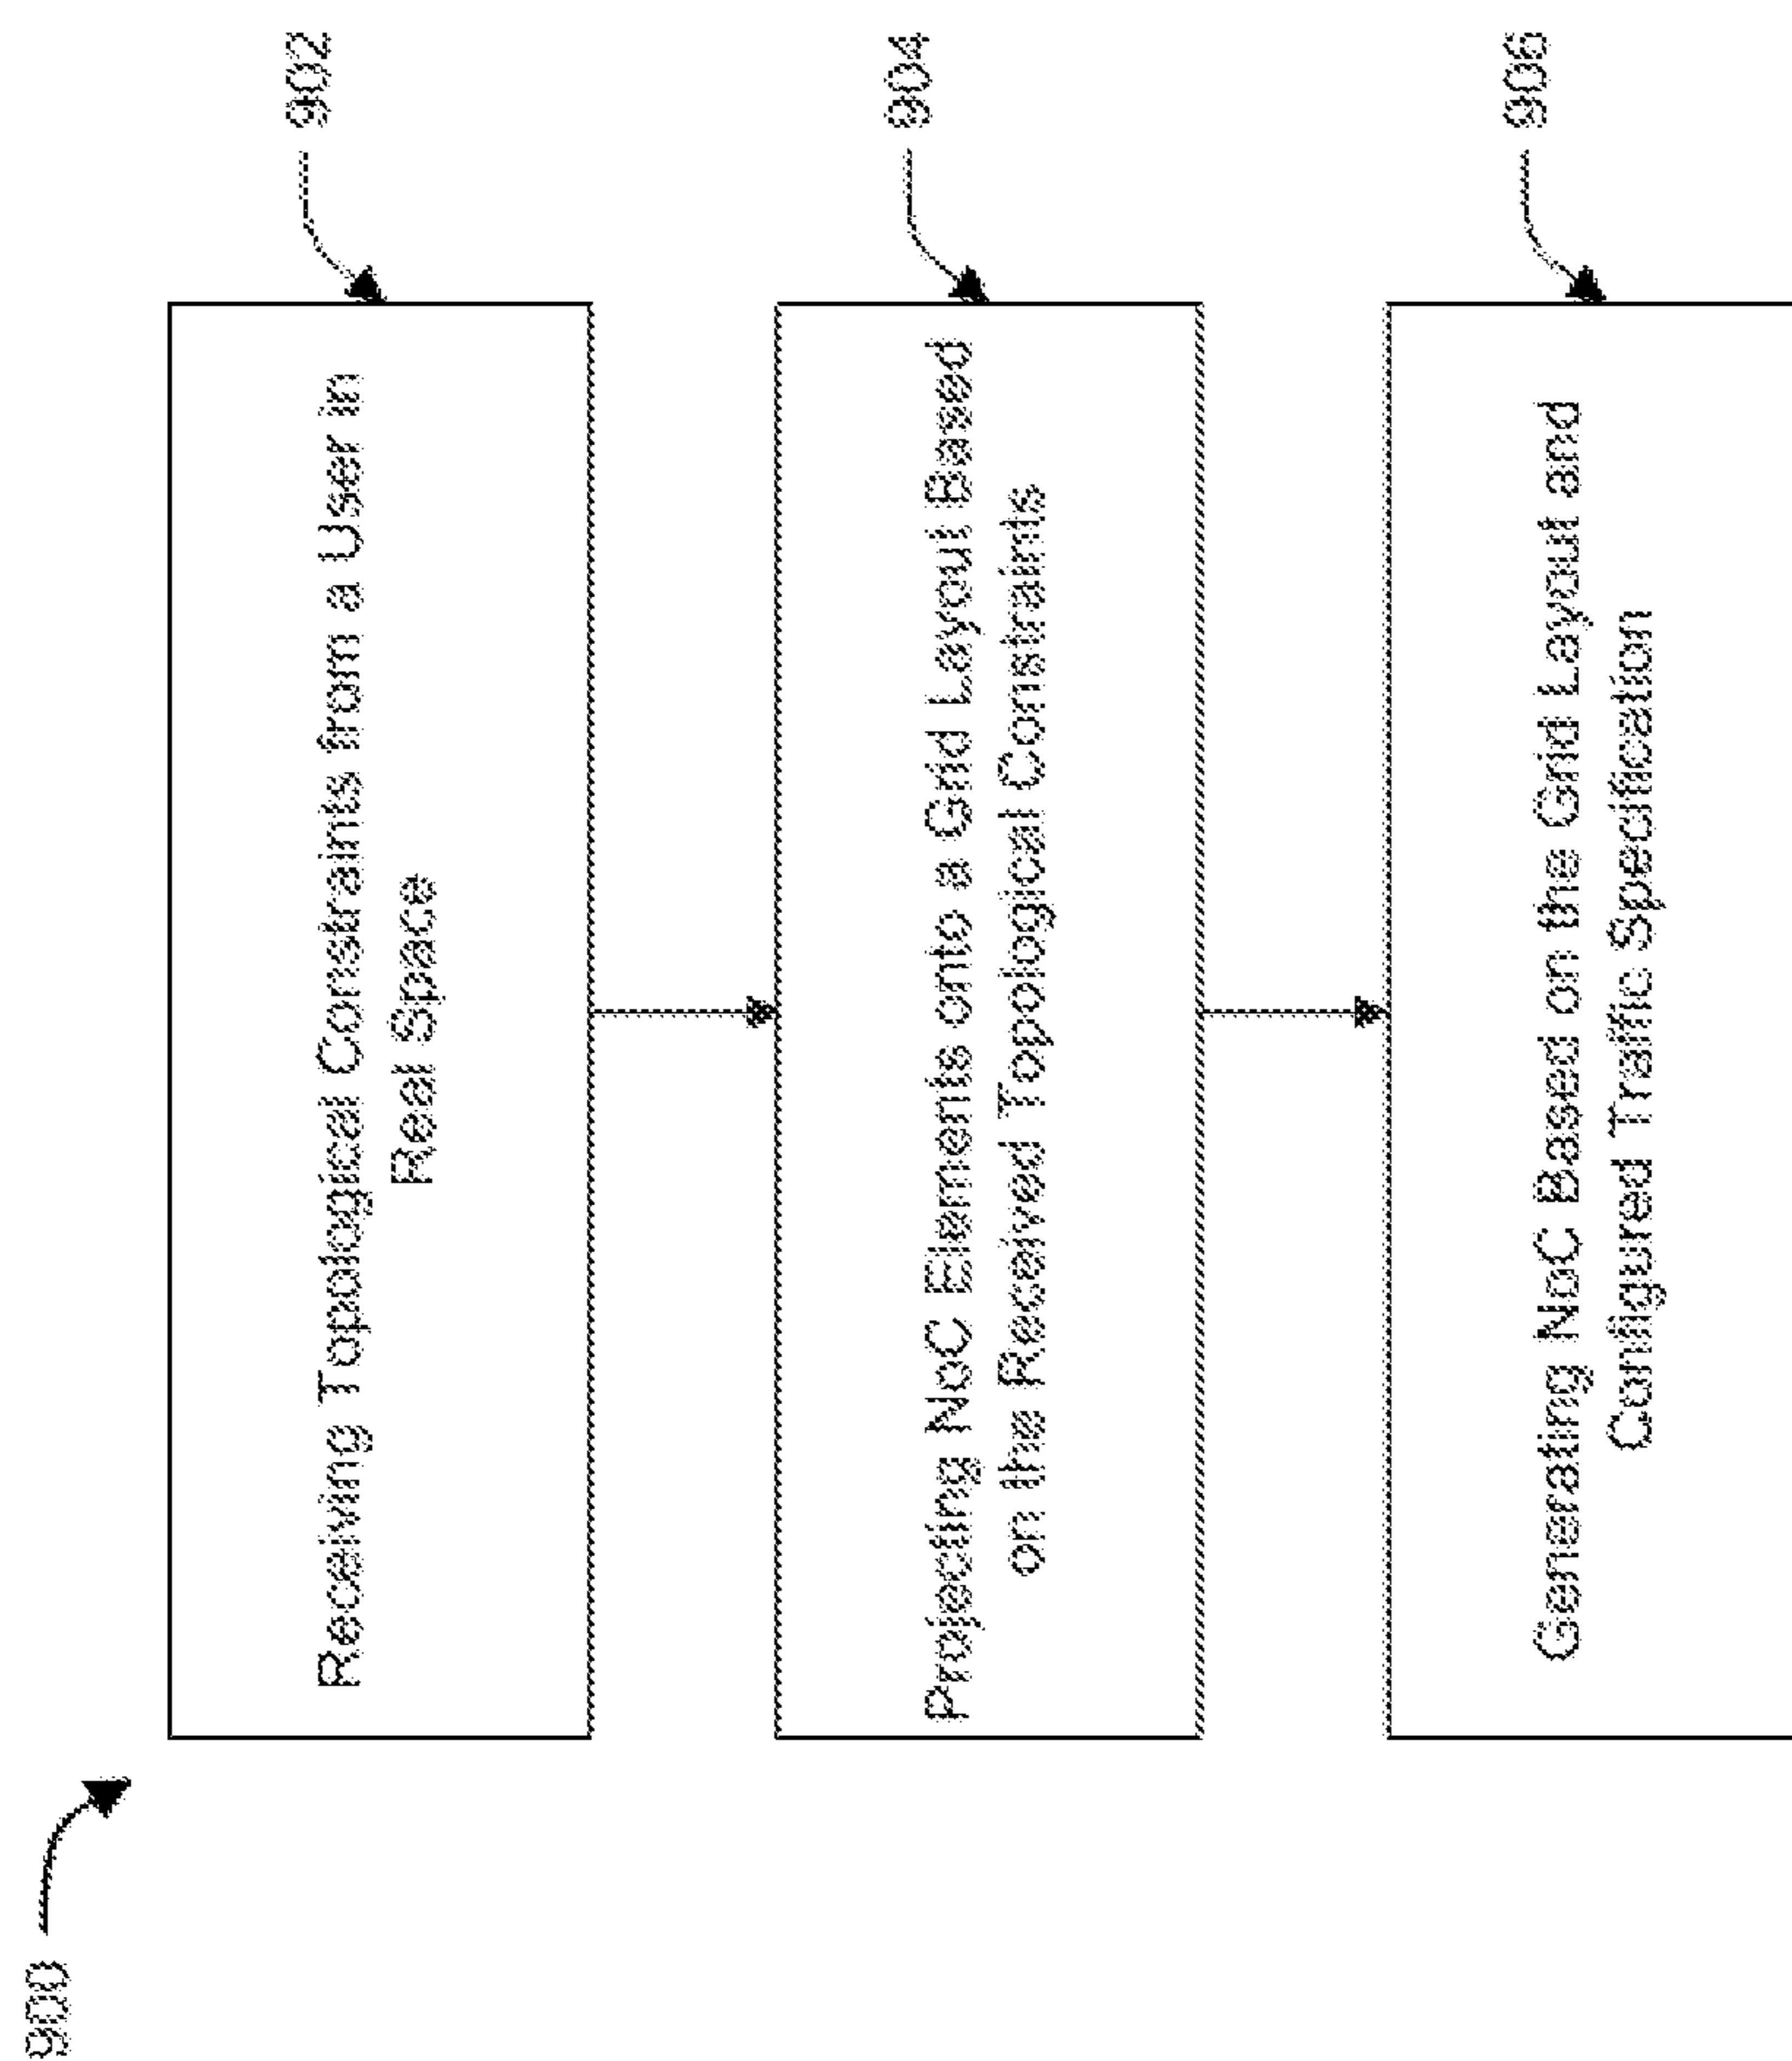 900
902
Receiving Topological Constraints from a User in
Real Space
904
Projecting NoC Elements onto a Grid Layout Based
on the Received Topological Constraints
906
Generating NoC Based on the Grid Layout and
Configured Traffic Specification